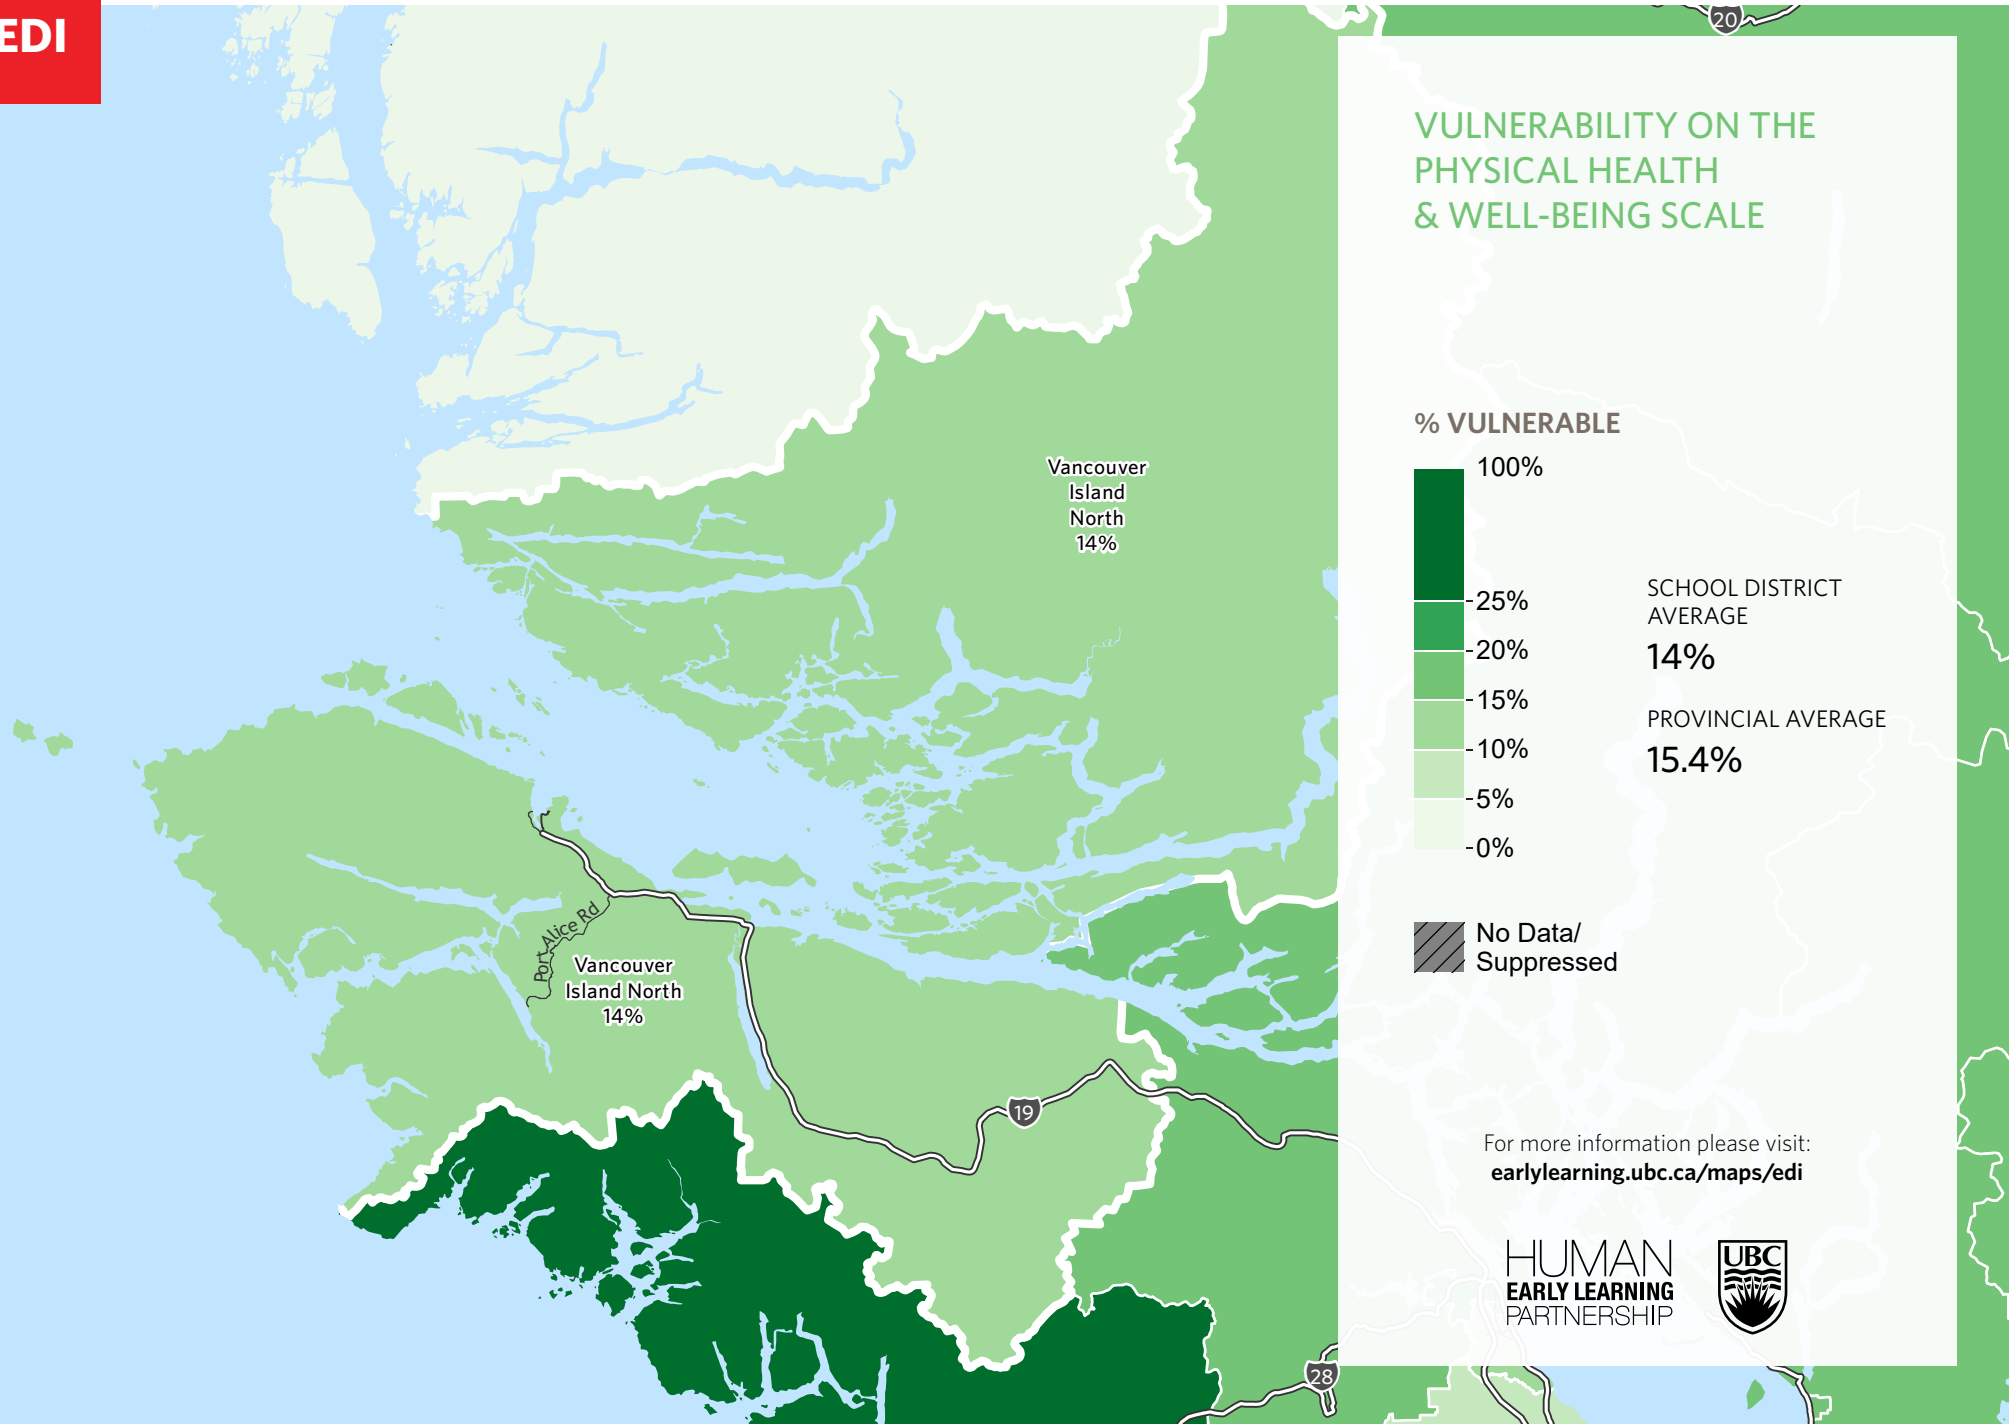 EDI
20
VULNERABILITY ON THE
PHYSICAL HEALTH
& WELL-BEING SCALE
% VULNERABLE
100%
25%
20%
15%
10%
5%
0%
SCHOOL DISTRICT
AVERAGE
14%
PROVINCIAL AVERAGE
15.4%
No Data/
Suppressed
Vancouver
Island
North
14%
Port Alice Rd
Vancouver
Island North
14%
19
28
For more information please visit:
earlylearning.ubc.ca/maps/edi
HUMAN
EARLY LEARNING
PARTNERSHIP
UBC